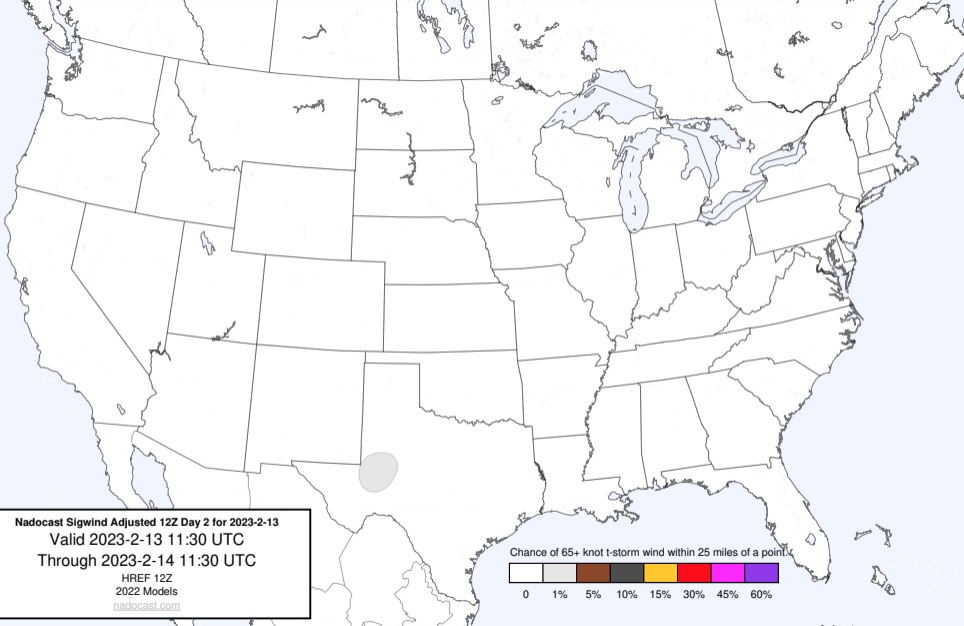 Nadocast Sigwind Adjusted 12Z Day 2 for 2023-2-13
Valid 2023-2-13 11:30 UTC
Through 2023-2-14 11:30 UTC
HREF 12Z
2022 Models
nadocast.com
Chance of 65+ knot t-storm wind within 25 miles of a point.
0 1% 5% 10% 15% 30% 45% 60%